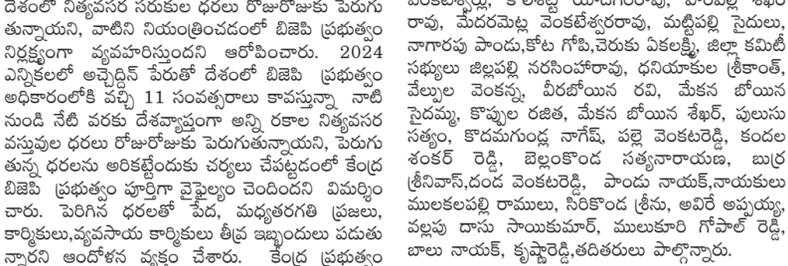 దేశంలో నిత్యవసర సరుకుల ధరలు రోజురోజుకు పెరుగు
తున్నాయని, వాటిని నియంత్రించడంలో బిజెపి ప్రభుత్వం
నిర్లక్ష్యంగా వ్యవహరిస్తుందని ఆరోపించారు. 2024
ఎన్నికలలో అచ్చెద్దిన్ పేరుతో దేశంలో బిజెపి ప్రభుత్వం
అధికారంలోకి వచ్చి 11 సంవత్సరాలు కావస్తున్నా నాటి
నుండి నేటి వరకు దేశవ్యాప్తంగా అన్ని రకాల నిత్యవసర
వస్తువుల ధరలు రోజురోజుకు పెరుగుతున్నాయని, పెరుగు
తున్న ధరలను అరికట్టేందుకు చర్యలు చేపట్టడంలో కేంద్ర
బిజెపి ప్రభుత్వం పూర్తిగా వైఫైల్యం చెందిందని విమర్శిం
చారు. పెరిగిన ధరలతో పేద, మధ్యతరగతి ప్రజలు,
కార్మికులు,వ్యవసాయ కార్మికులు తీవ్ర ఇబ్బందులు పడుతు
న్నారని ఆందోళన వ్యక్తం చేశారు. కేంద్ర ప్రభుత్వం
రావు, మేదరమెట్ల వెంకటేశ్వరరావు, మట్టిపల్లి సైదులు,
నాగారపు పాండు,కోట గోపి,చెరుకు ఏకలక్ష్మి, జిల్లా కమిటీ
సభ్యులు జిల్లపల్లి నరసింహారావు, ధనియాకుల శ్రీకాంత్,
వేల్పుల వెంకన్న, వీరబోయిన రవి, మేకన బోయిన
సైదమ్మ, కొప్పుల రజిత, మేకన బోయిన శేఖర్, పులుసు
సత్యం, కొదమగుండ్ల నాగేష్, పల్లె వెంకటరెడ్డి, కందల
శంకర్ రెడ్డి, బెల్లంకొండ సత్యనారాయణ, బుర్ర
శ్రీనివాస్,దండ వెంకటరెడ్డి, పాండు నాయక్,నాయకులు
ములకలపల్లి రాములు, సిరికొండ శ్రీను, అవిరే అప్పయ్య,
వల్లపు దాసు సాయికుమార్, ములుకూరి గోపాల్ రెడ్డి,
బాలు నాయక్, కృష్ణారెడ్డి,తదితరులు పాల్గొన్నారు.